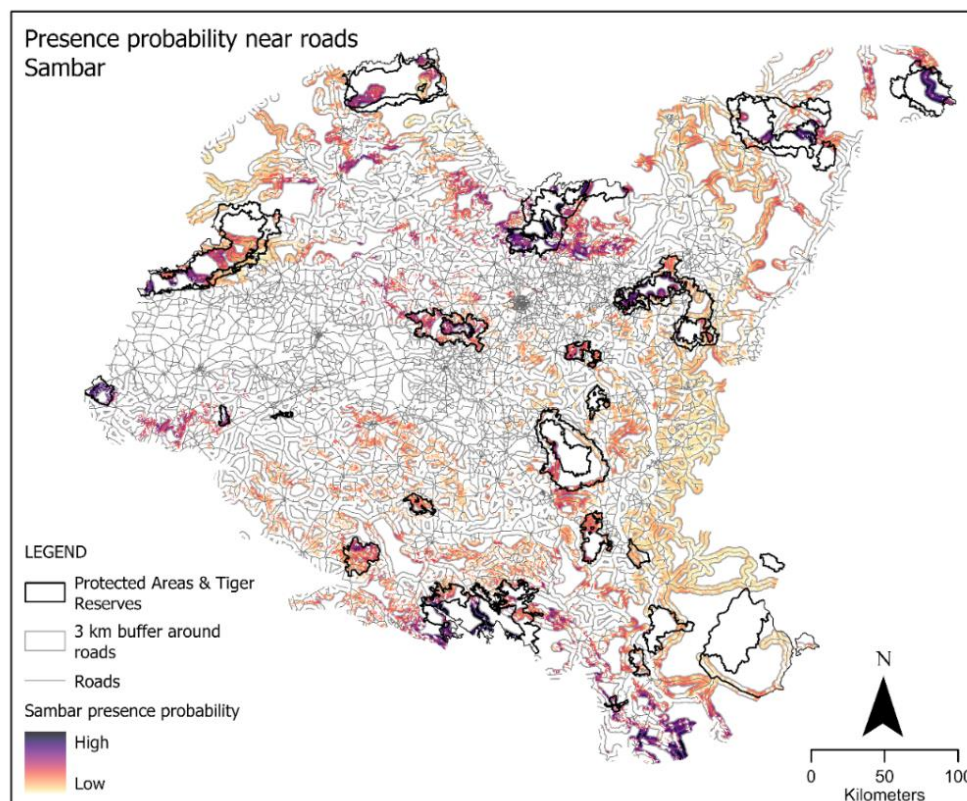 Presence probability near roads
Sambar
LEGEND
Protected Areas & Tiger
Reserves
3 km buffer around
roads
Roads
Sambar presence probability
High
Low
N
0 50 100
Kilometers